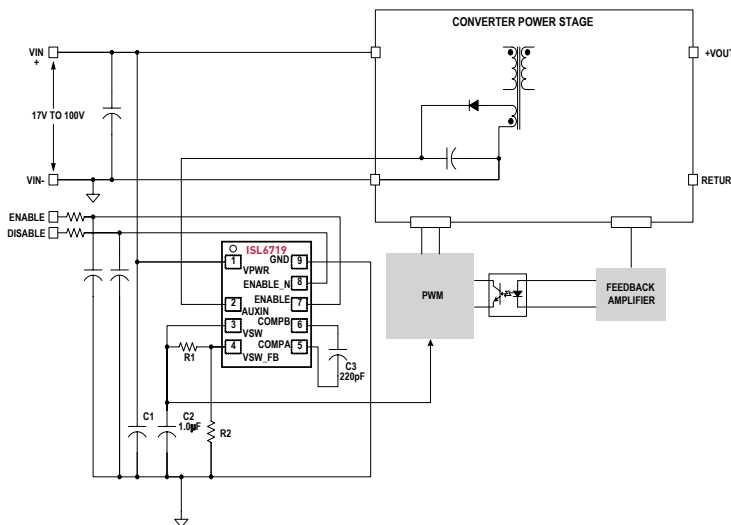 CONVERTER POWER STAGE
VIN
+
+VOUT
17V TO 100V
VIN-
RETUR
ENABLE
DISABLE
ISL6719
1
VPWR
GND
9
ENABLE_N
8
2
AUXIN
ENABLE
7
3
VSW
COMPB
6
4
VSW_FB
COMPA
5
R1
C3
220pF
C1
C2
1.0µF
R2
PWM
FEEDBACK
AMPLIFIER